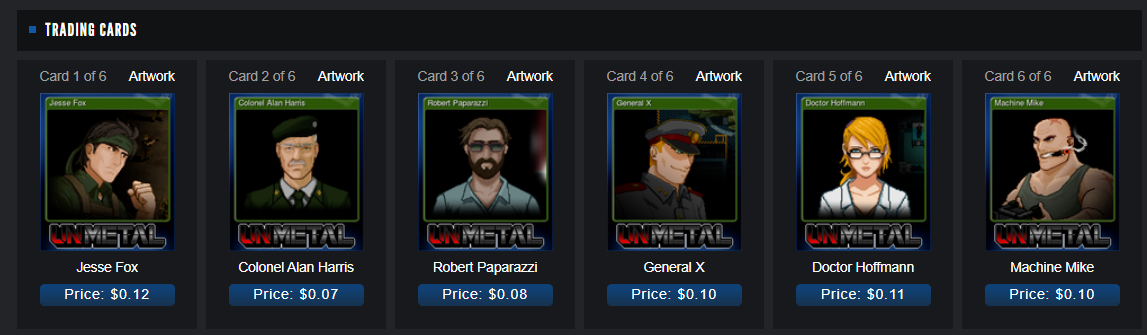 TRADING CARDS
Card 1 of 6 Artwork
Jesse Fox
UNMETAL
Jesse Fox
Price: $0.12
Card 2 of 6 Artwork
Colonel Alan Harris
UNMETAL
Colonel Alan Harris
Price: $0.07
Card 3 of 6 Artwork
Robert Paparazzi
UNMETAL
Robert Paparazzi
Price: $0.08
Card 4 of 6 Artwork
General X
UNMETAL
General X
Price: $0.10
Card 5 of 6 Artwork
Doctor Hoffmann
UNMETAL
Doctor Hoffmann
Price: $0.11
Card 6 of 6 Artwork
Machine Mike
UNMETAL
Machine Mike
Price: $0.10